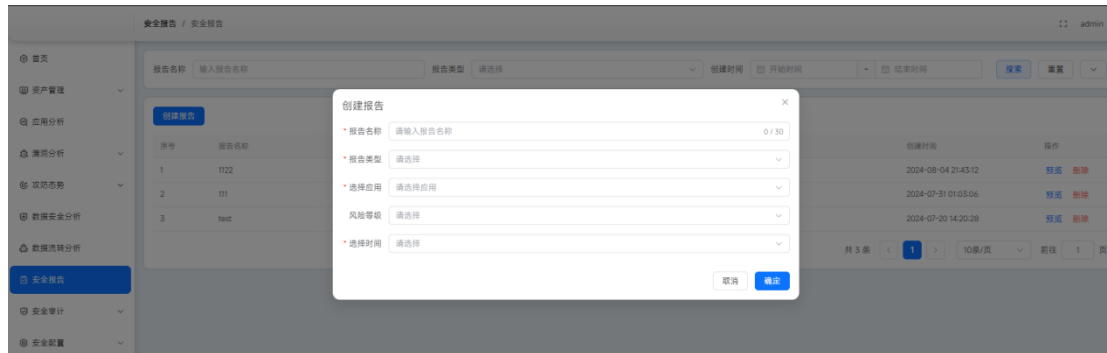 安全报告 / 安全报告
admin
首页
资产管理
应用分析
漏洞分析
攻防态势
数据安全分析
数据流转分析
安全报告
安全审计
安全配置
报告名称 输入报告名称 报告类型 请选择 创建时间 开始时间 - 结束时间 搜索 重置
创建报告
序号 报告名称 创建时间 操作
1 1122 2024-08-04 21:43:12 预览 删除
2 111 2024-07-31 01:03:06 预览 删除
3 test 2024-07-20 14:20:28 预览 删除
共 3 条 < 1 > 10条/页 前往 1 页
创建报告 ×
* 报告名称 请输入报告名称 0 / 30
* 报告类型 请选择
* 选择应用 请选择应用
风险等级 请选择
* 选择时间 请选择
取消 确定